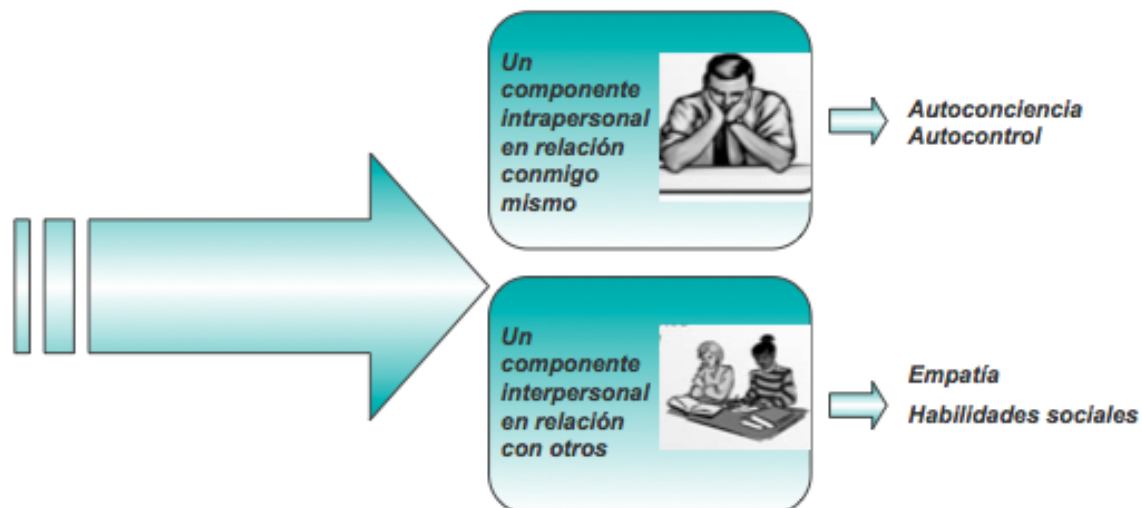 Un
componente
intrapersonal
en relación
conmigo
mismo
Autoconciencia
Autocontrol
Un
componente
interpersonal
en relación
con otros
Empatía
Habilidades sociales